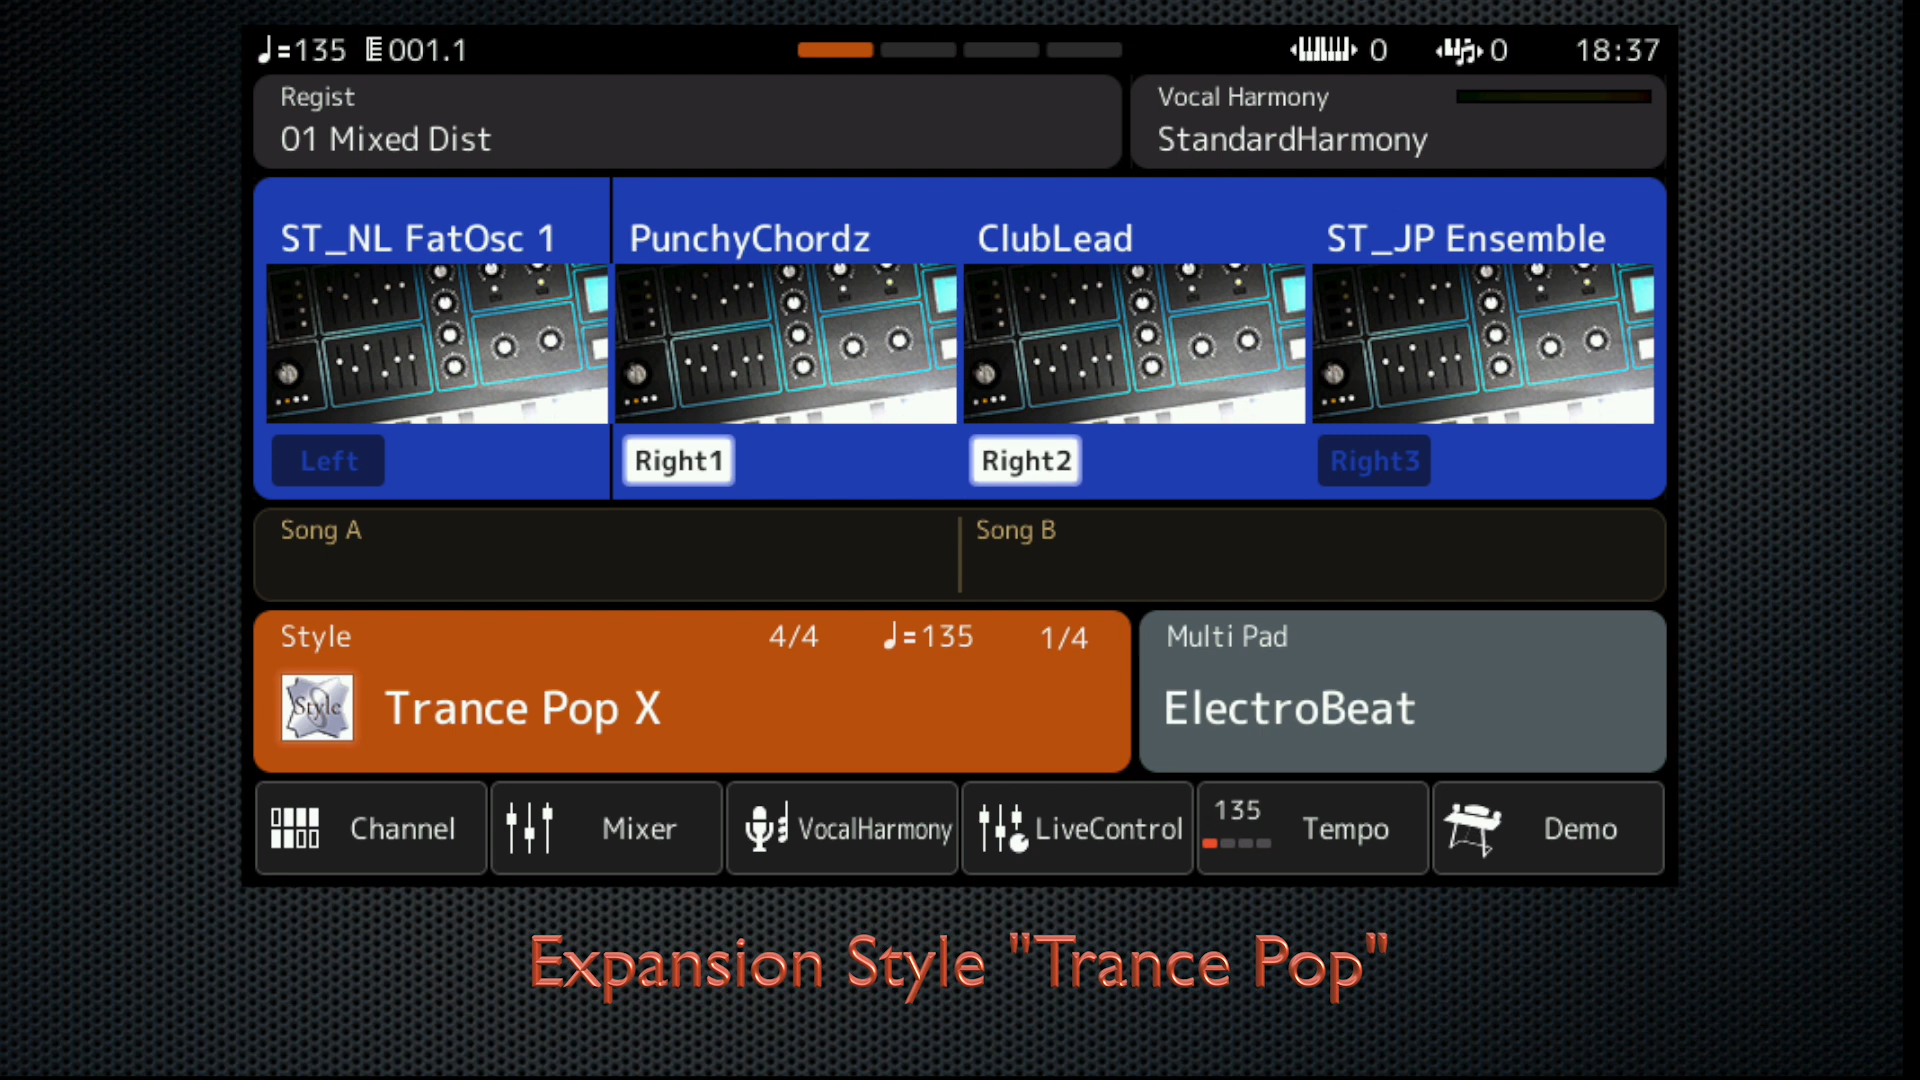 ♩=135 001.1 0 0 18:37
Regist
01 Mixed Dist
Vocal Harmony
StandardHarmony
ST_NL FatOsc 1 PunchyChordz ClubLead ST_JP Ensemble
Left Right1 Right2 Right3
Song A Song B
Style 4/4 ♩=135 1/4
Style Trance Pop X
Multi Pad
ElectroBeat
Channel Mixer VocalHarmony LiveControl 135 Tempo Demo
Expansion Style "Trance Pop"